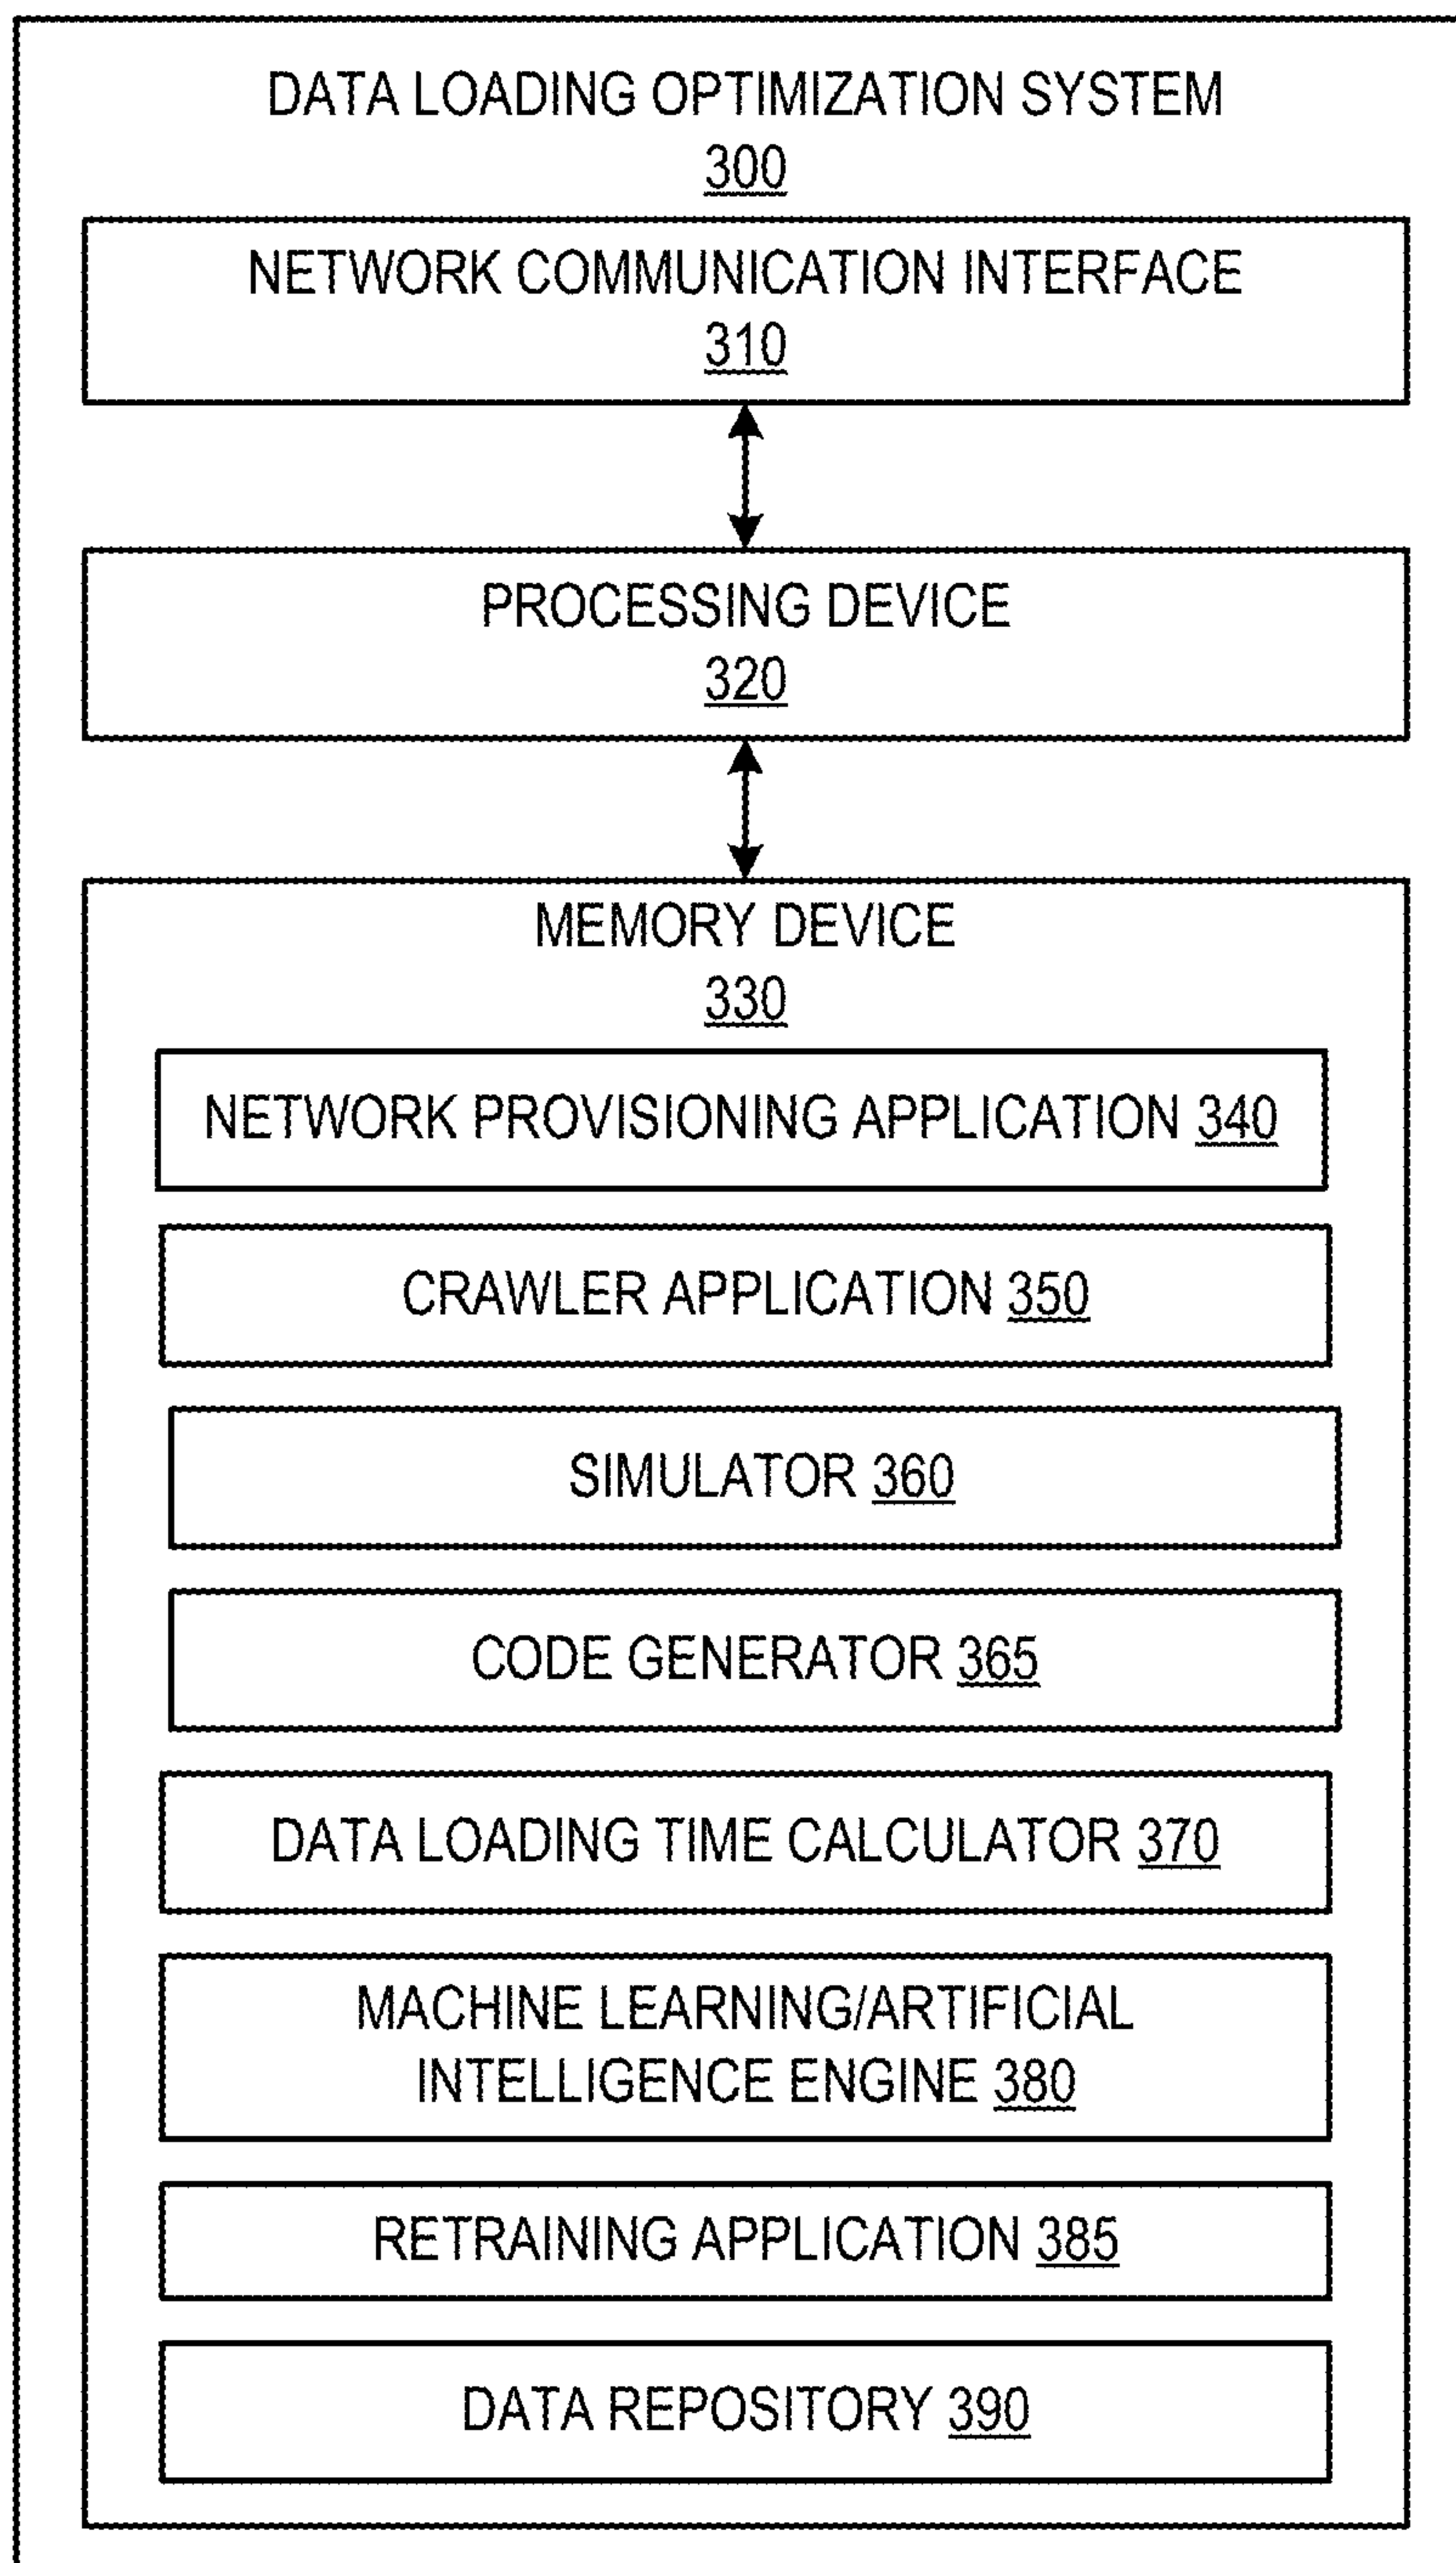 DATA LOADING OPTIMIZATION SYSTEM
300
NETWORK COMMUNICATION INTERFACE
310
PROCESSING DEVICE
320
MEMORY DEVICE
330
NETWORK PROVISIONING APPLICATION 340
CRAWLER APPLICATION 350
SIMULATOR 360
CODE GENERATOR 365
DATA LOADING TIME CALCULATOR 370
MACHINE LEARNING/ARTIFICIAL
INTELLIGENCE ENGINE 380
RETRAINING APPLICATION 385
DATA REPOSITORY 390